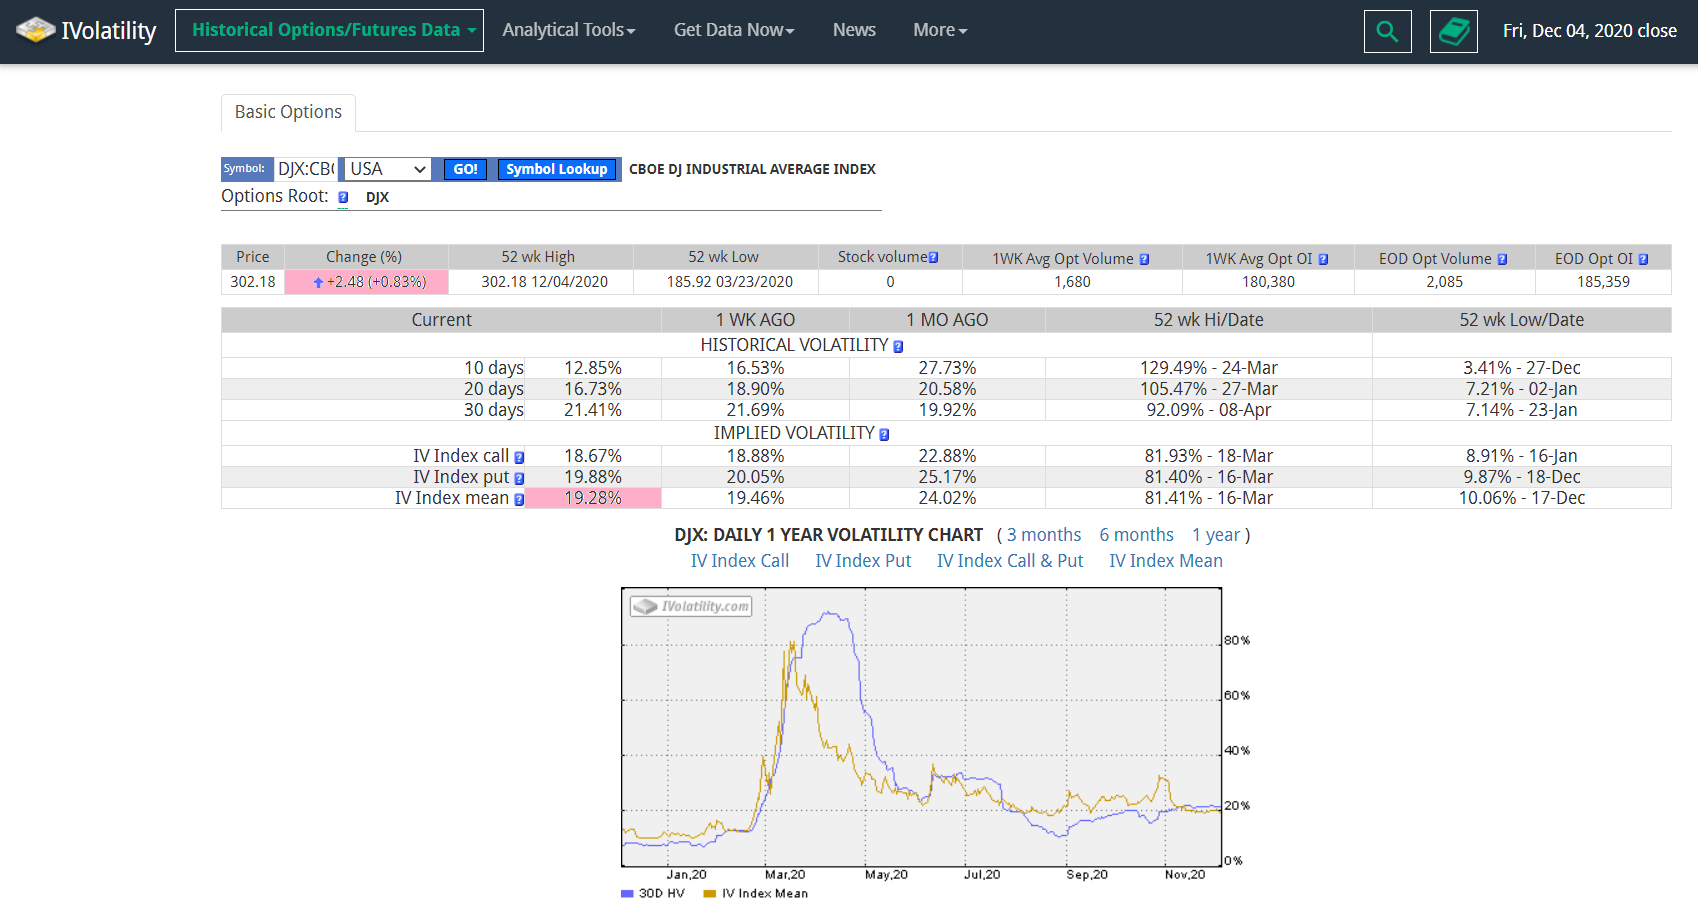 IVolatility Historical Options/Futures Data Analytical Tools Get Data Now News More Fri, Dec 04, 2020 close
Basic Options
Symbol: DJX:CBO USA GO! Symbol Lookup CBOE DJ INDUSTRIAL AVERAGE INDEX
Options Root: ? DJX
Price Change (%) 52 wk High 52 wk Low Stock volume? 1WK Avg Opt Volume ? 1WK Avg Opt OI ? EOD Opt Volume ? EOD Opt OI ?
302.18 +2.48 (+0.83%) 302.18 12/04/2020 185.92 03/23/2020 0 1,680 180,380 2,085 185,359
Current 1 WK AGO 1 MO AGO 52 wk Hi/Date 52 wk Low/Date
HISTORICAL VOLATILITY ?
10 days 12.85% 16.53% 27.73% 129.49% - 24-Mar 3.41% - 27-Dec
20 days 16.73% 18.90% 20.58% 105.47% - 27-Mar 7.21% - 02-Jan
30 days 21.41% 21.69% 19.92% 92.09% - 08-Apr 7.14% - 23-Jan
IMPLIED VOLATILITY ?
IV Index call ? 18.67% 18.88% 22.88% 81.93% - 18-Mar 8.91% - 16-Jan
IV Index put ? 19.88% 20.05% 25.17% 81.40% - 16-Mar 9.87% - 18-Dec
IV Index mean ? 19.28% 19.46% 24.02% 81.41% - 16-Mar 10.06% - 17-Dec
DJX: DAILY 1 YEAR VOLATILITY CHART ( 3 months 6 months 1 year )
IV Index Call IV Index Put IV Index Call & Put IV Index Mean
IVolatility.com
80%
60%
40%
20%
0%
Jan,20 Mar,20 May,20 Jul,20 Sep,20 Nov,20
30D HV IV Index Mean